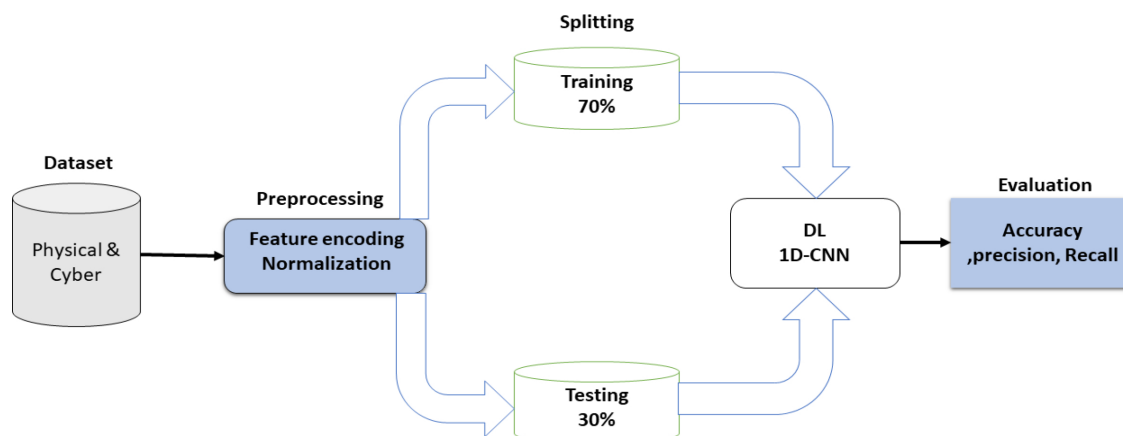 Dataset
Physical &
Cyber
Preprocessing
Feature encoding
Normalization
Splitting
Training
70%
Testing
30%
DL
1D-CNN
Evaluation
Accuracy
,precision, Recall